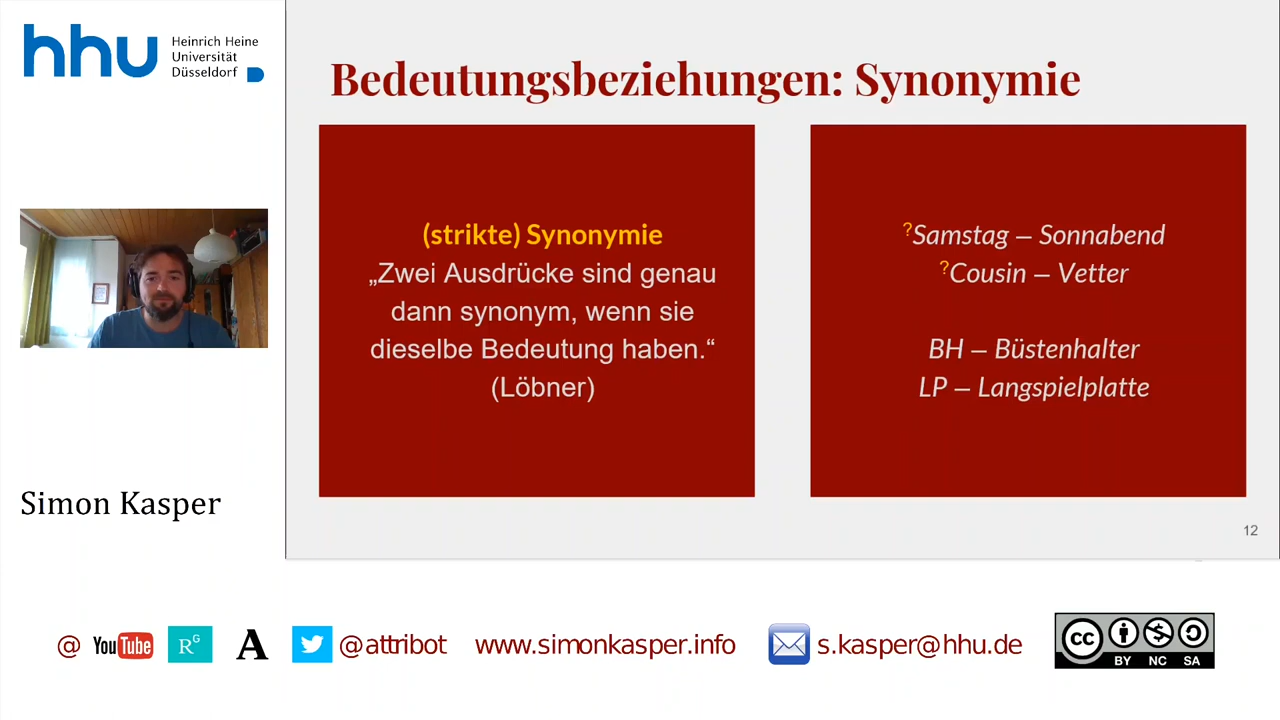 hhu
Heinrich Heine
Universität
Düsseldorf
Bedeutungsbeziehungen: Synonymie
(strikte) Synonymie
„Zwei Ausdrücke sind genau
dann synonym, wenn sie
dieselbe Bedeutung haben.“
(Löbner)
?Samstag – Sonnabend
?Cousin – Vetter
BH – Büstenhalter
LP – Langspielplatte
12
Simon Kasper
@ YouTube RG A @attribot www.simonkasper.info s.kasper@hhu.de
cc BY NC SA